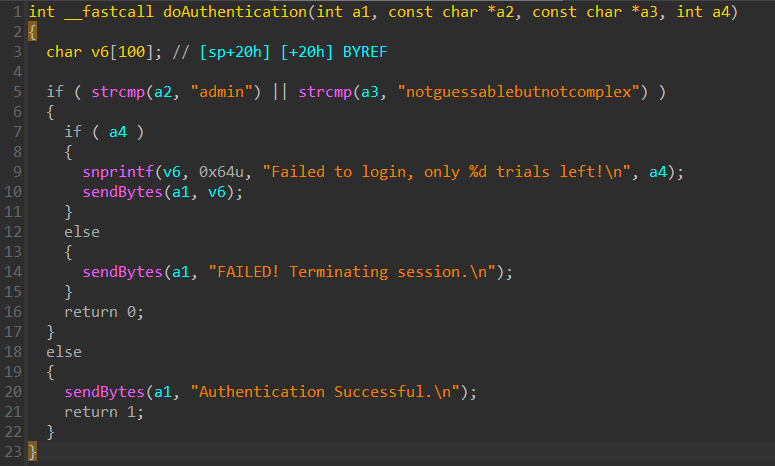 1 int __fastcall doAuthentication(int a1, const char *a2, const char *a3, int a4)
2 {
3   char v6[100]; // [sp+20h] [+20h] BYREF
4
5   if ( strcmp(a2, "admin") || strcmp(a3, "notguessablebutnotcomplex") )
6   {
7     if ( a4 )
8     {
9       snprintf(v6, 0x64u, "Failed to login, only %d trials left!\n", a4);
10       sendBytes(a1, v6);
11     }
12     else
13     {
14       sendBytes(a1, "FAILED! Terminating session.\n");
15     }
16     return 0;
17   }
18   else
19   {
20     sendBytes(a1, "Authentication Successful.\n");
21     return 1;
22   }
23 }